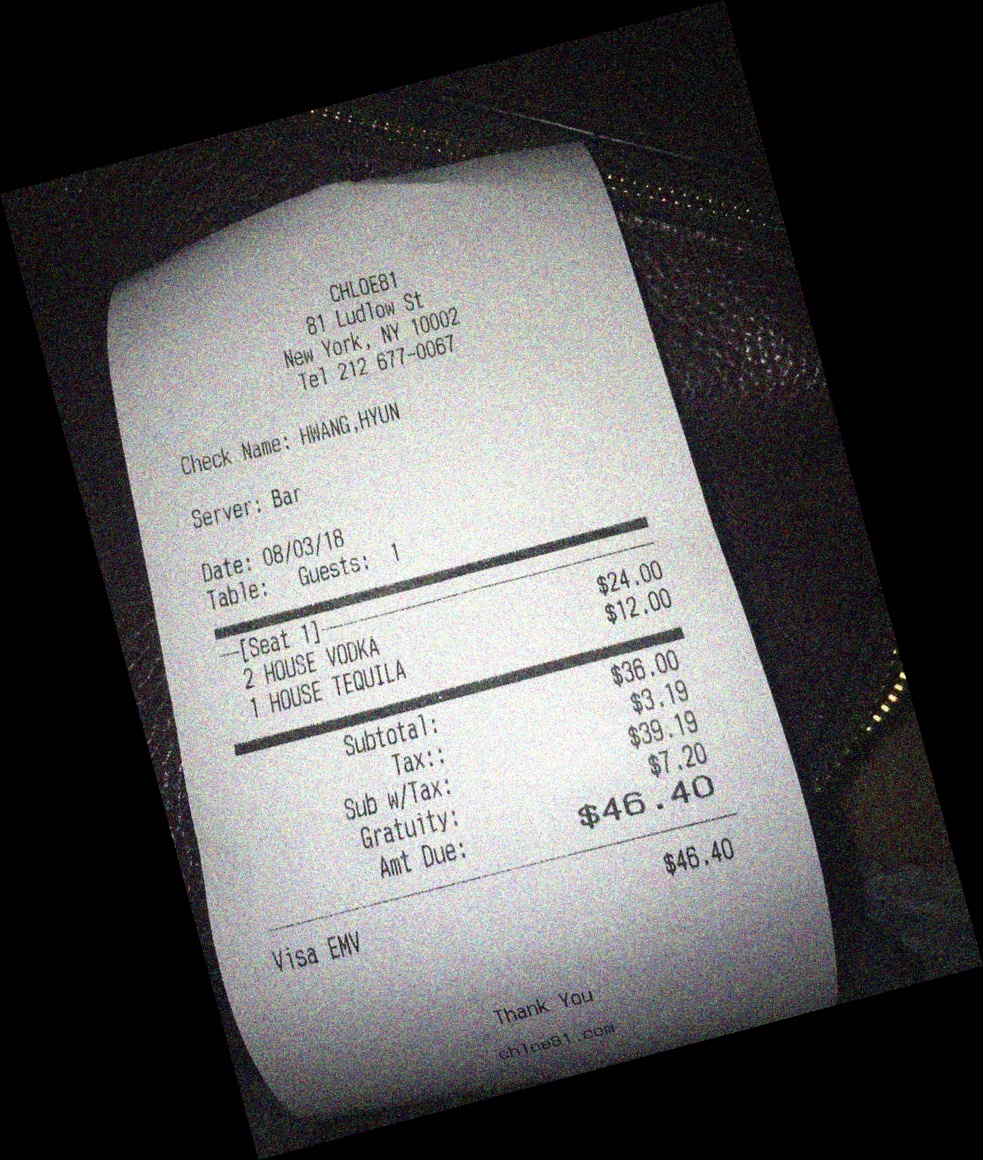 CHLOE81
81 Ludlow St
New York, NY 10002
Tel 212 677-0067
Check Name: HWANG,HYUN
Server: Bar
Date: 08/03/18
Table: Guests: 1
[Seat 1]
2 HOUSE VODKA $24.00
1 HOUSE TEQUILA $12.00
Subtotal: $36.00
Tax:: $3.19
Sub w/Tax: $39.19
Gratuity: $7.20
Amt Due: $46.40
Visa EMV $46.40
Thank You
chloe81.com